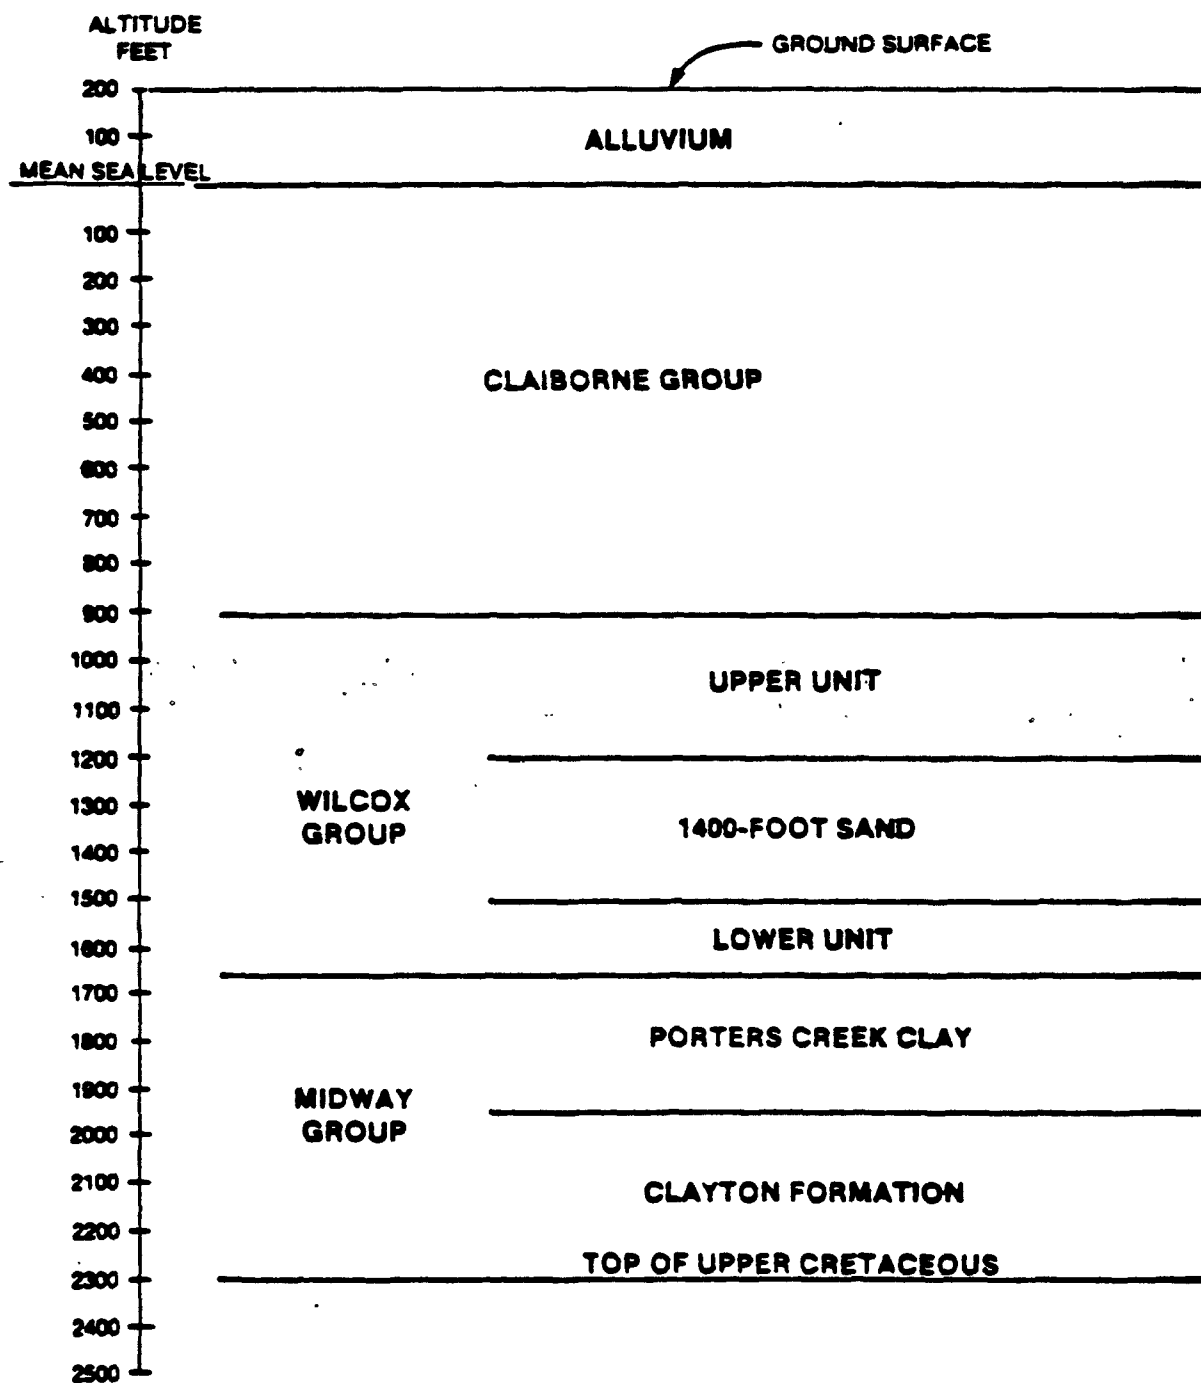 ALTITUDE
FEET
GROUND SURFACE
200
ALLUVIUM
100
MEAN SEA LEVEL
100
200
300
CLAIBORNE GROUP
400
500
600
700
800
900
1000
UPPER UNIT
1100
1200
WILCOX
GROUP
1300
1400-FOOT SAND
1400
1500
LOWER UNIT
1600
1700
PORTERS CREEK CLAY
1800
1900
MIDWAY
GROUP
2000
2100
CLAYTON FORMATION
2200
TOP OF UPPER CRETACEOUS
2300
2400
2500